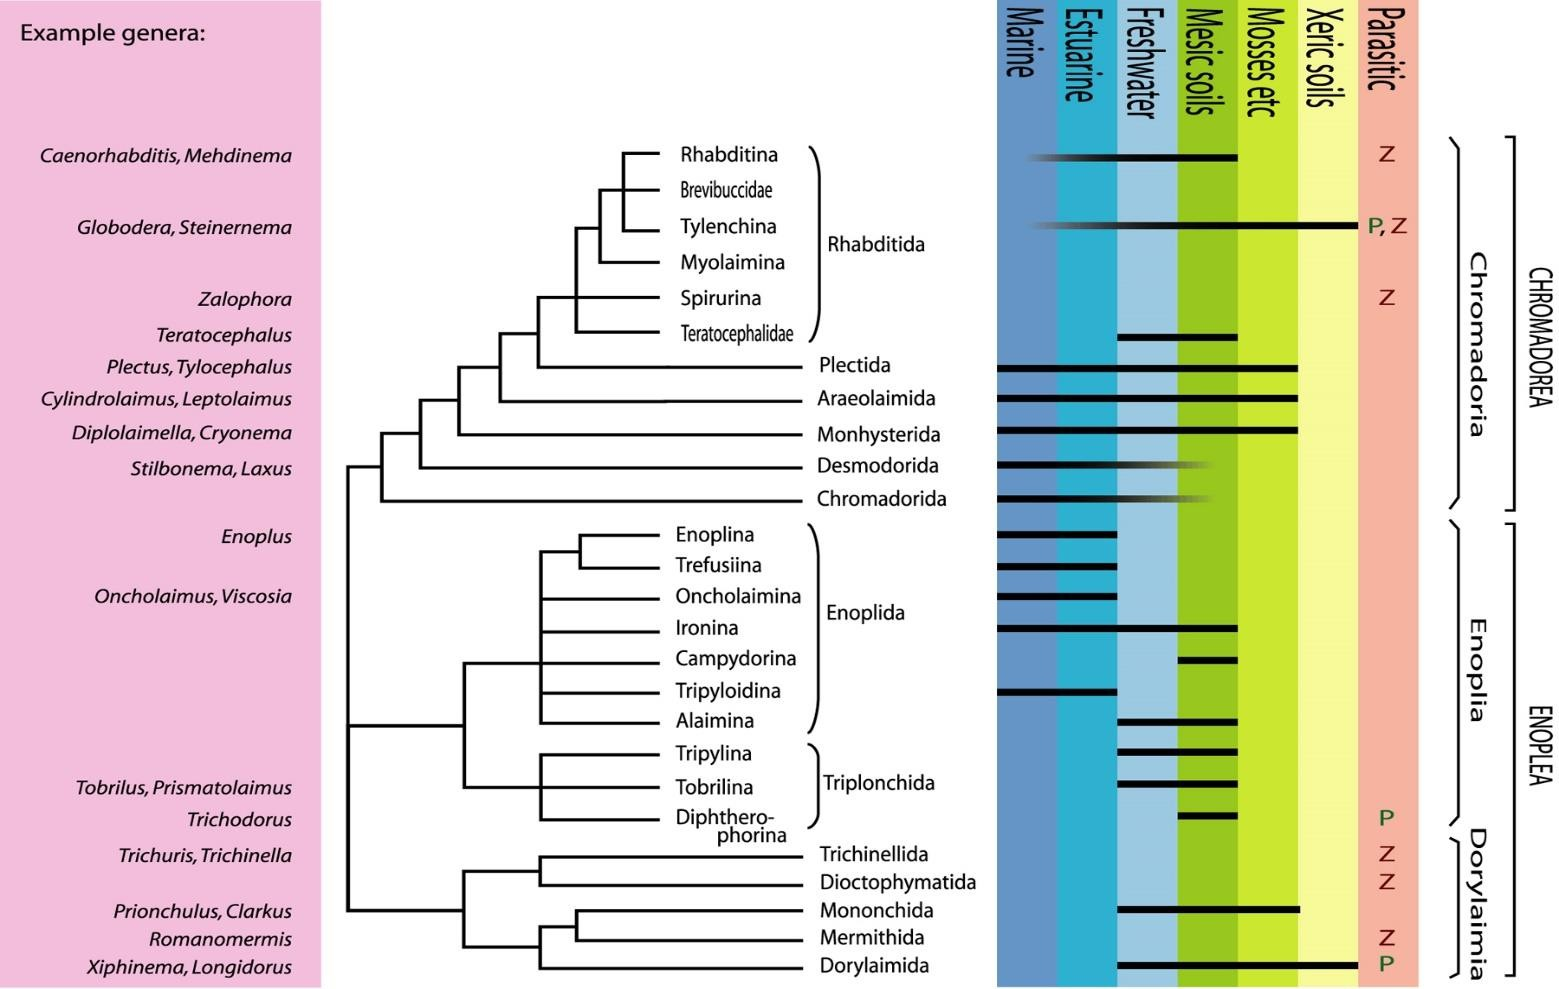 Example genera:
Marine
Estuarine
Freshwater
Mesic soils
Mosses etc
Xeric soils
Parasitic
Caenorhabditis, Mehdinema
Rhabditina
Z
Brevibuccidae
Globodera, Steinernema
Tylenchina
P, Z
Rhabditida
Myolaimina
Zalophora
Spirurina
Z
Teratocephalus
Teratocephalidae
Plectus, Tylocephalus
Plectida
Cylindrolaimus, Leptolaimus
Araeolaimida
Diplolaimella, Cryonema
Monhysterida
Stilbonema, Laxus
Desmodorida
Chromadorida
Chromadoria
CHROMADOREA
Enoplus
Enoplina
Trefusiina
Oncholaimus, Viscosia
Oncholaimina
Enoplida
Ironina
Campydorina
Tripyloidina
Alaimina
Enoplia
ENOPLEA
Tripylina
Tobrilus, Prismatolaimus
Tobrilina
Triplonchida
Trichodorus
Diphthero-
phorina
P
Trichuris, Trichinella
Trichinellida
Z
Dioctophymatida
Z
Prionchulus, Clarkus
Mononchida
Romanomermis
Mermithida
Z
Xiphinema, Longidorus
Dorylaimida
P
Dorylaimia